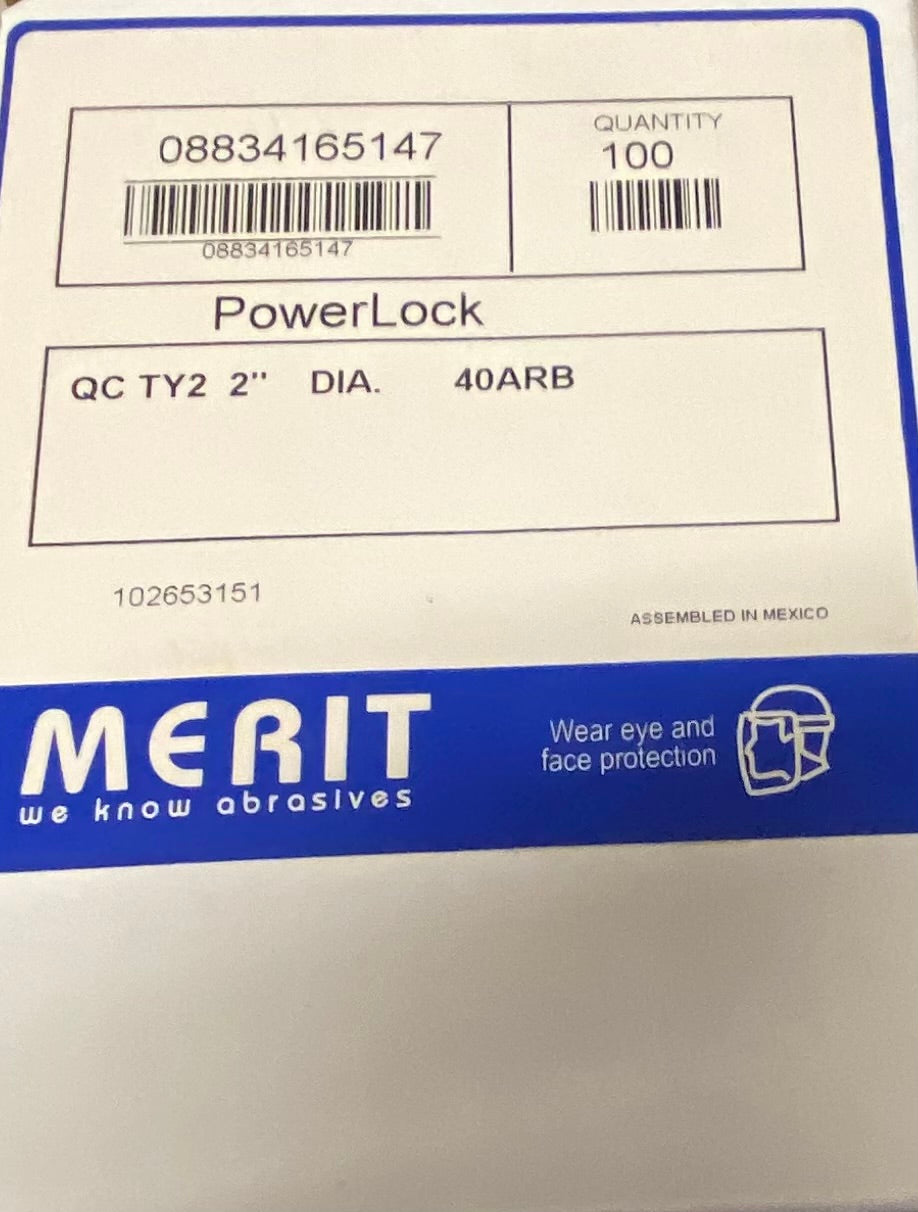 08834165147
08834165147
QUANTITY
100
PowerLock
QC TY2 2" DIA. 40ARB
102653151
ASSEMBLED IN MEXICO
MERIT
we know abrasives
Wear eye and
face protection